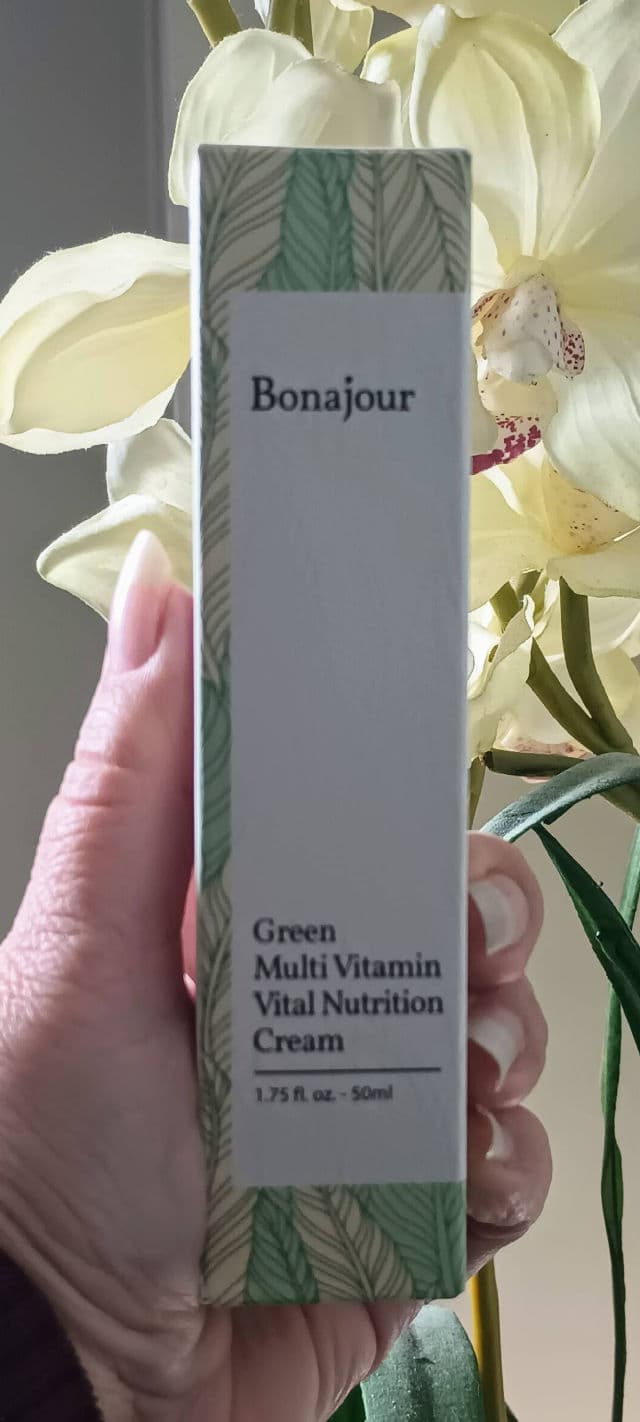 Bonajour
Green
Multi Vitamin
Vital Nutrition
Cream
1.75 fl. oz. - 50ml